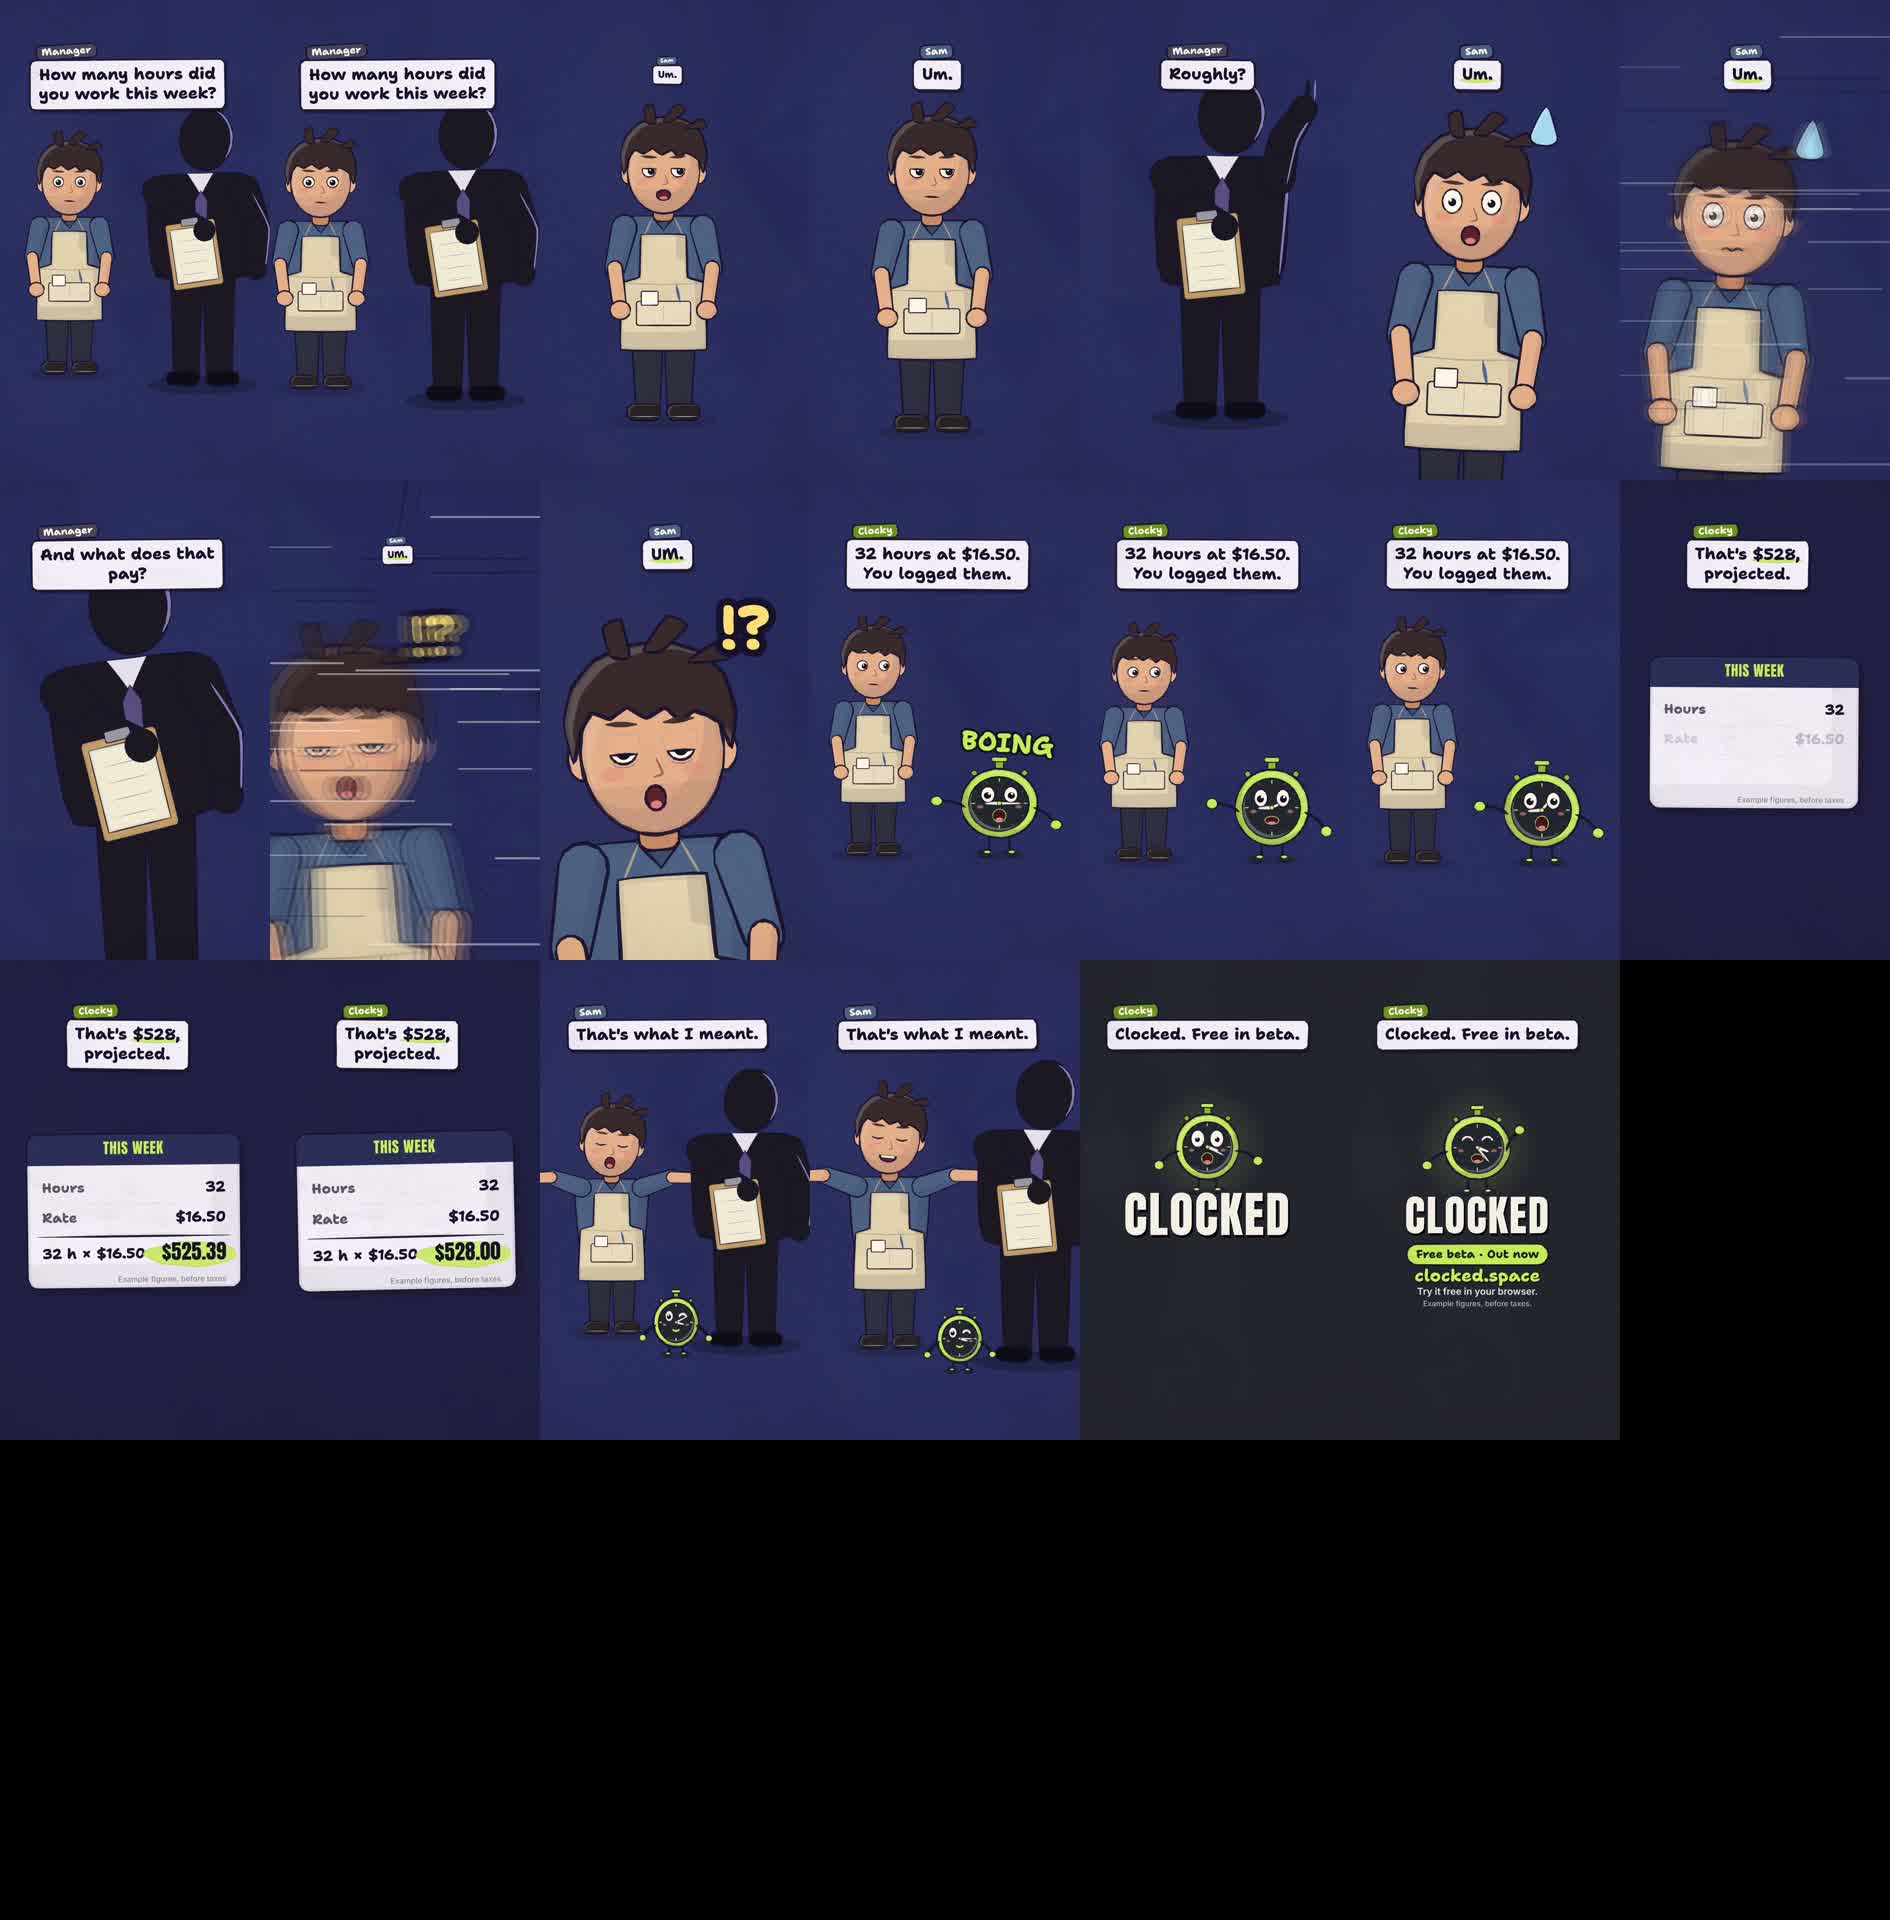 Manager
How many hours did
you work this week?
Manager
How many hours did
you work this week?
Sam
Um.
Sam
Um.
Manager
Roughly?
Sam
Um.
Sam
Um.
Manager
And what does that
pay?
Sam
UM.
!?
Sam
UM.
!?
Clocky
32 hours at $16.50.
You logged them.
BOING
Clocky
32 hours at $16.50.
You logged them.
Clocky
32 hours at $16.50.
You logged them.
Clocky
That's $528,
projected.
THIS WEEK
Hours 32
Rate $16.50
Example figures, before taxes
Clocky
That's $528,
projected.
THIS WEEK
Hours 32
Rate $16.50
32 h × $16.50 $525.39
Example figures, before taxes
Clocky
That's $528,
projected.
THIS WEEK
Hours 32
Rate $16.50
32 h × $16.50 $528.00
Example figures, before taxes
Sam
That's what I meant.
Sam
That's what I meant.
Clocky
Clocked. Free in beta.
CLOCKED
Clocky
Clocked. Free in beta.
CLOCKED
Free beta · Out now
clocked.space
Try it free in your browser.
Example figures, before taxes.